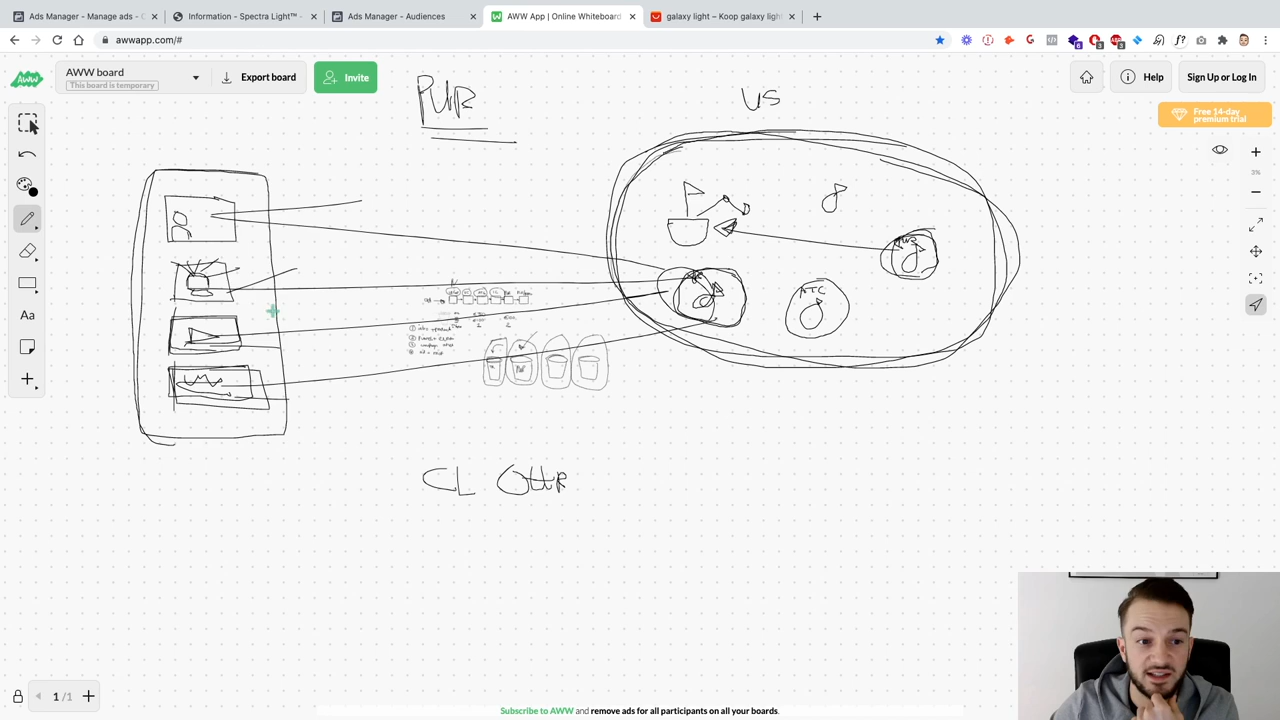 Ads Manager - Manage ads - C
Information - Spectra Light™ -
Ads Manager - Audiences
AWW App | Online Whiteboard
galaxy light – Koop galaxy light
awwapp.com/#
AWW board
This board is temporary
Export board
Invite
Help
Sign Up or Log In
Free 14-day
premium trial
PUR
US
3%
ATC
Aa
CL
1 /1
Subscribe to AWW and remove ads for all participants on all your boards.